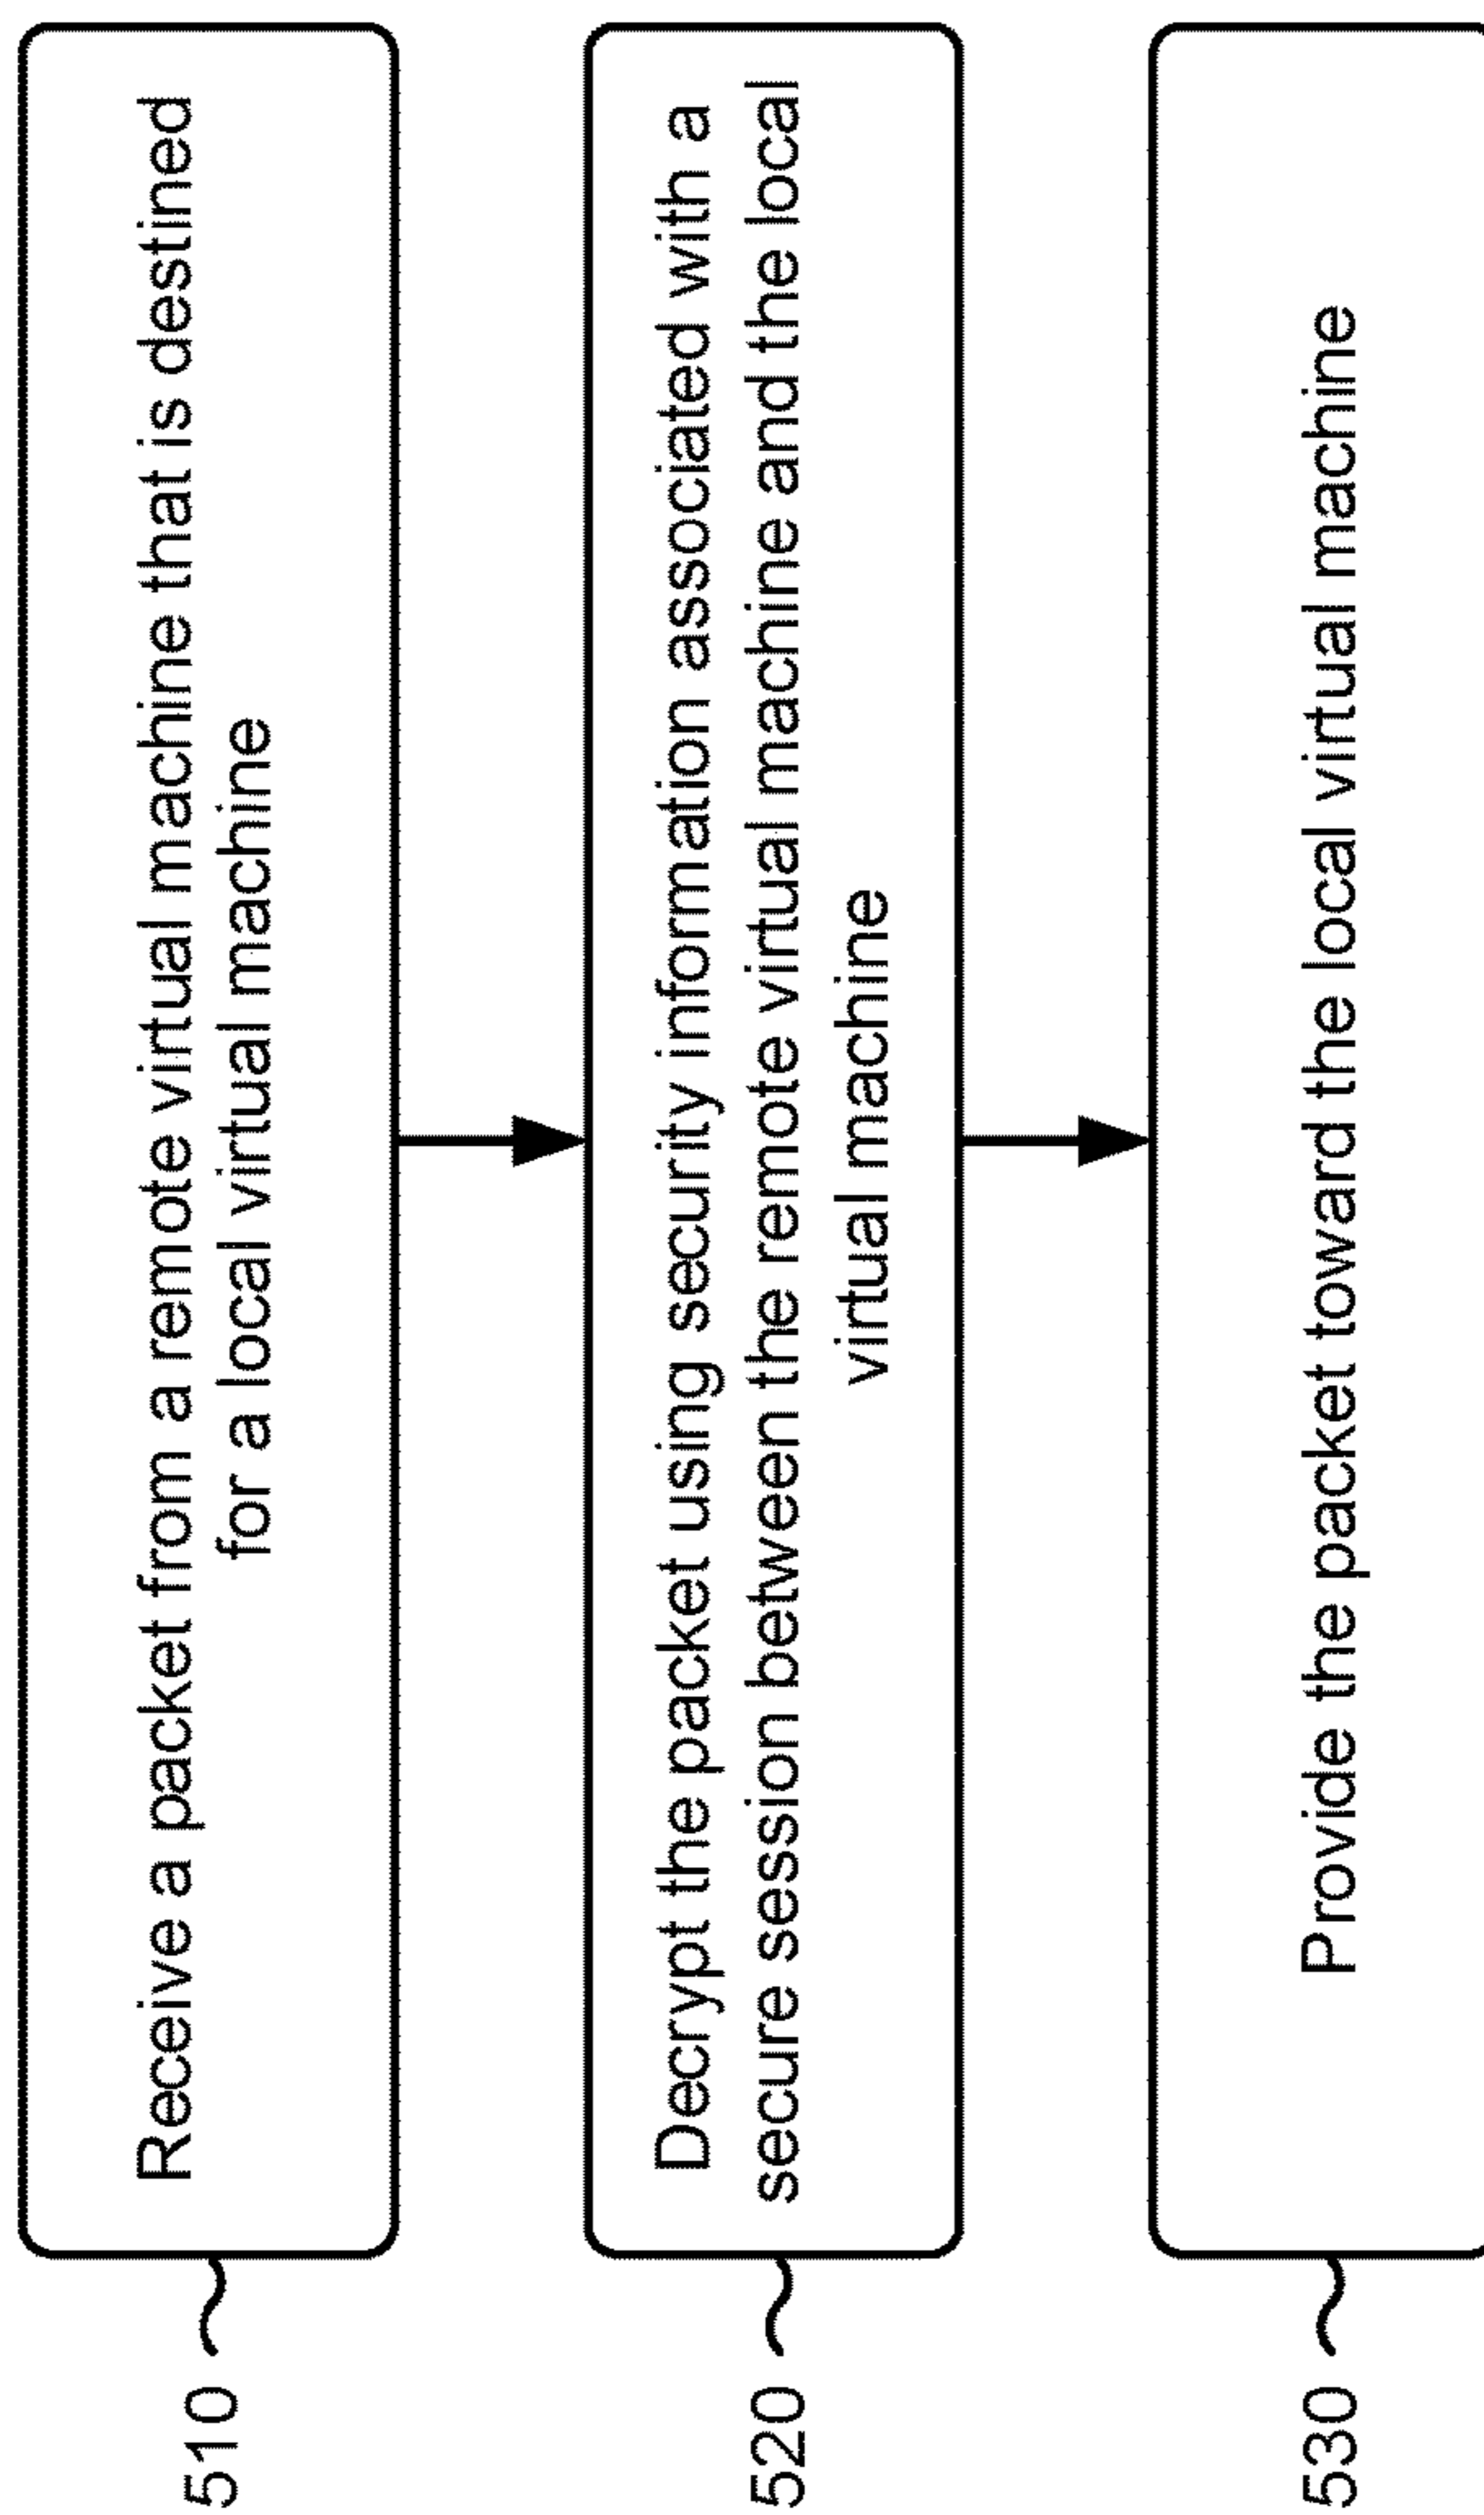 510
Receive a packet from a remote virtual machine that is destined
for a local virtual machine
520
Decrypt the packet using security information associated with a
secure session between the remote virtual machine and the local
virtual machine
530
Provide the packet toward the local virtual machine